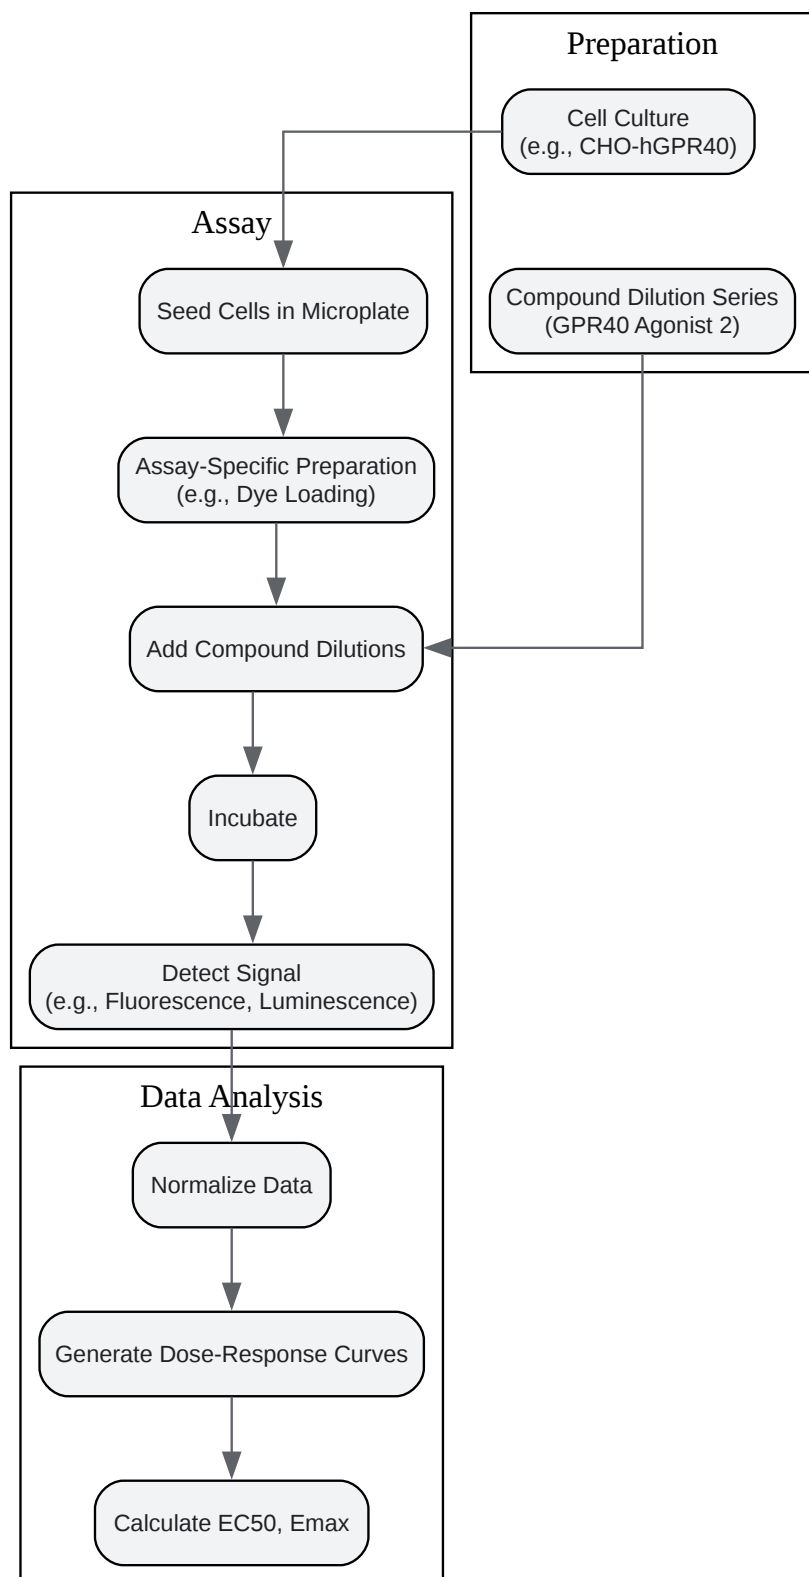 Preparation
Cell Culture
(e.g., CHO-hGPR40)
Compound Dilution Series
(GPR40 Agonist 2)
Assay
Seed Cells in Microplate
Assay-Specific Preparation
(e.g., Dye Loading)
Add Compound Dilutions
Incubate
Detect Signal
(e.g., Fluorescence, Luminescence)
Data Analysis
Normalize Data
Generate Dose-Response Curves
Calculate EC50, Emax